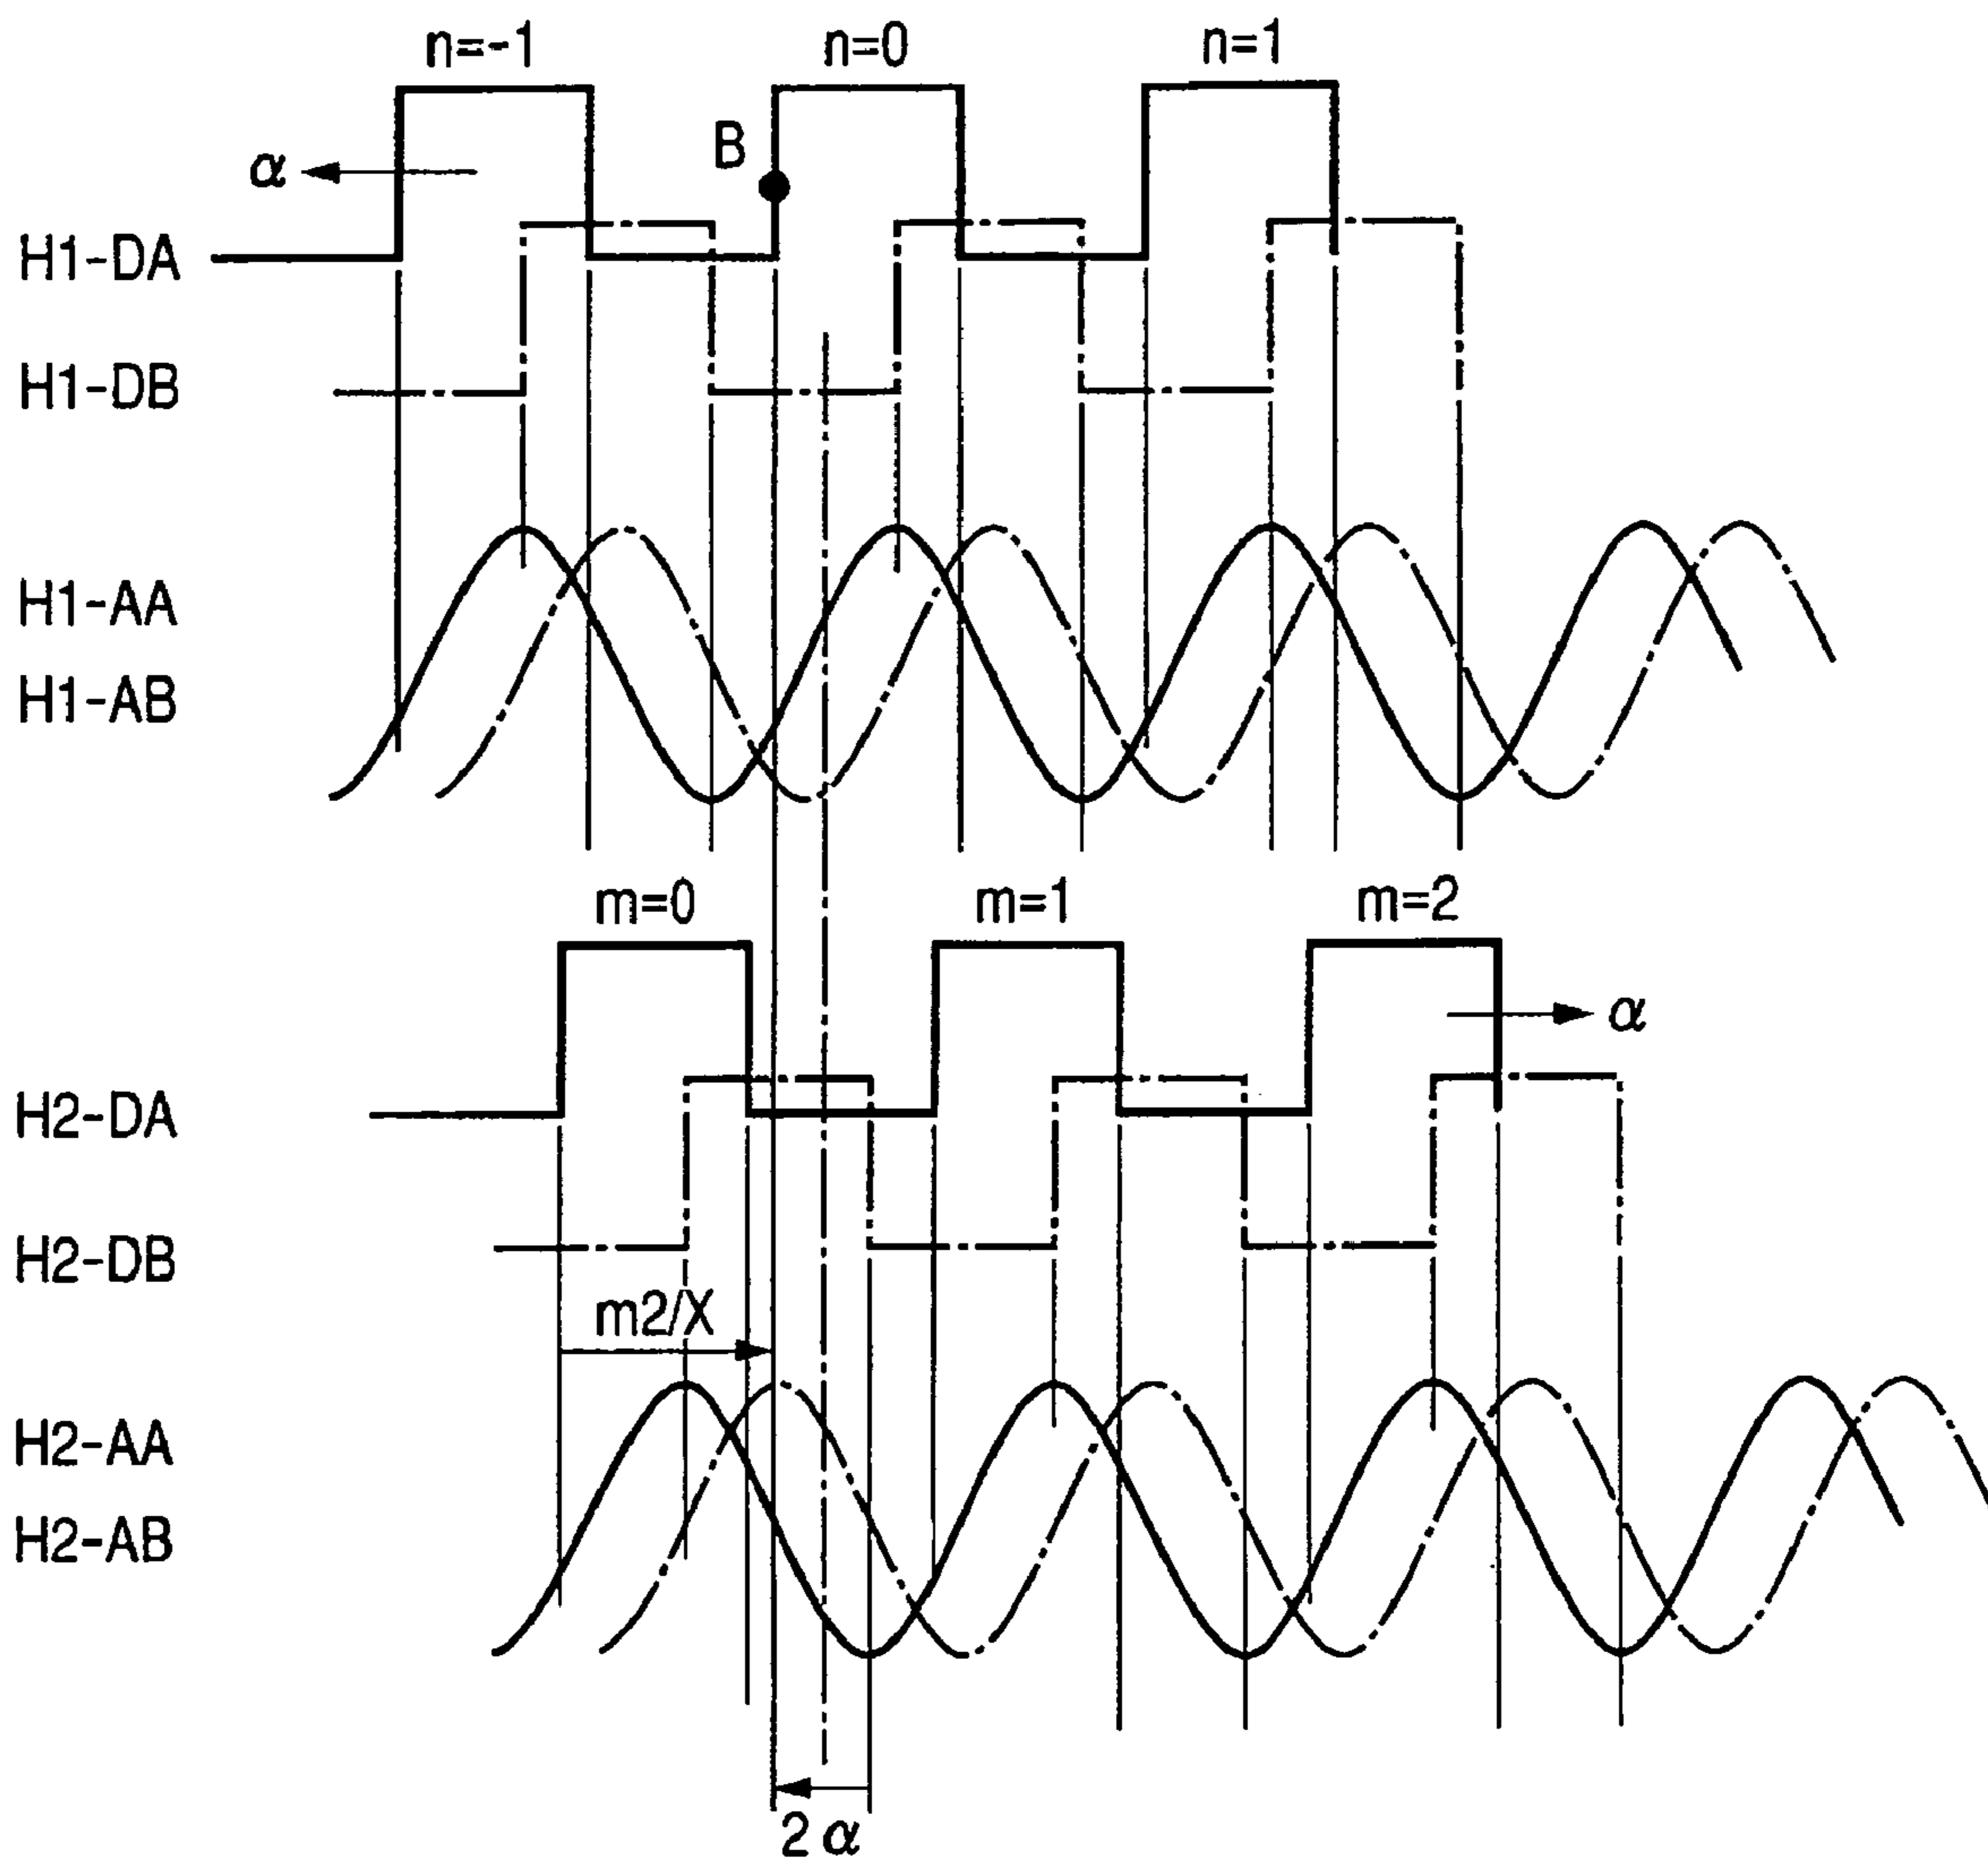 n=-1 n=0 n=1
B
α
H1-DA
H1-DB
H1-AA
H1-AB
m=0 m=1 m=2
α
H2-DA
H2-DB
m2/X
H2-AA
H2-AB
2α